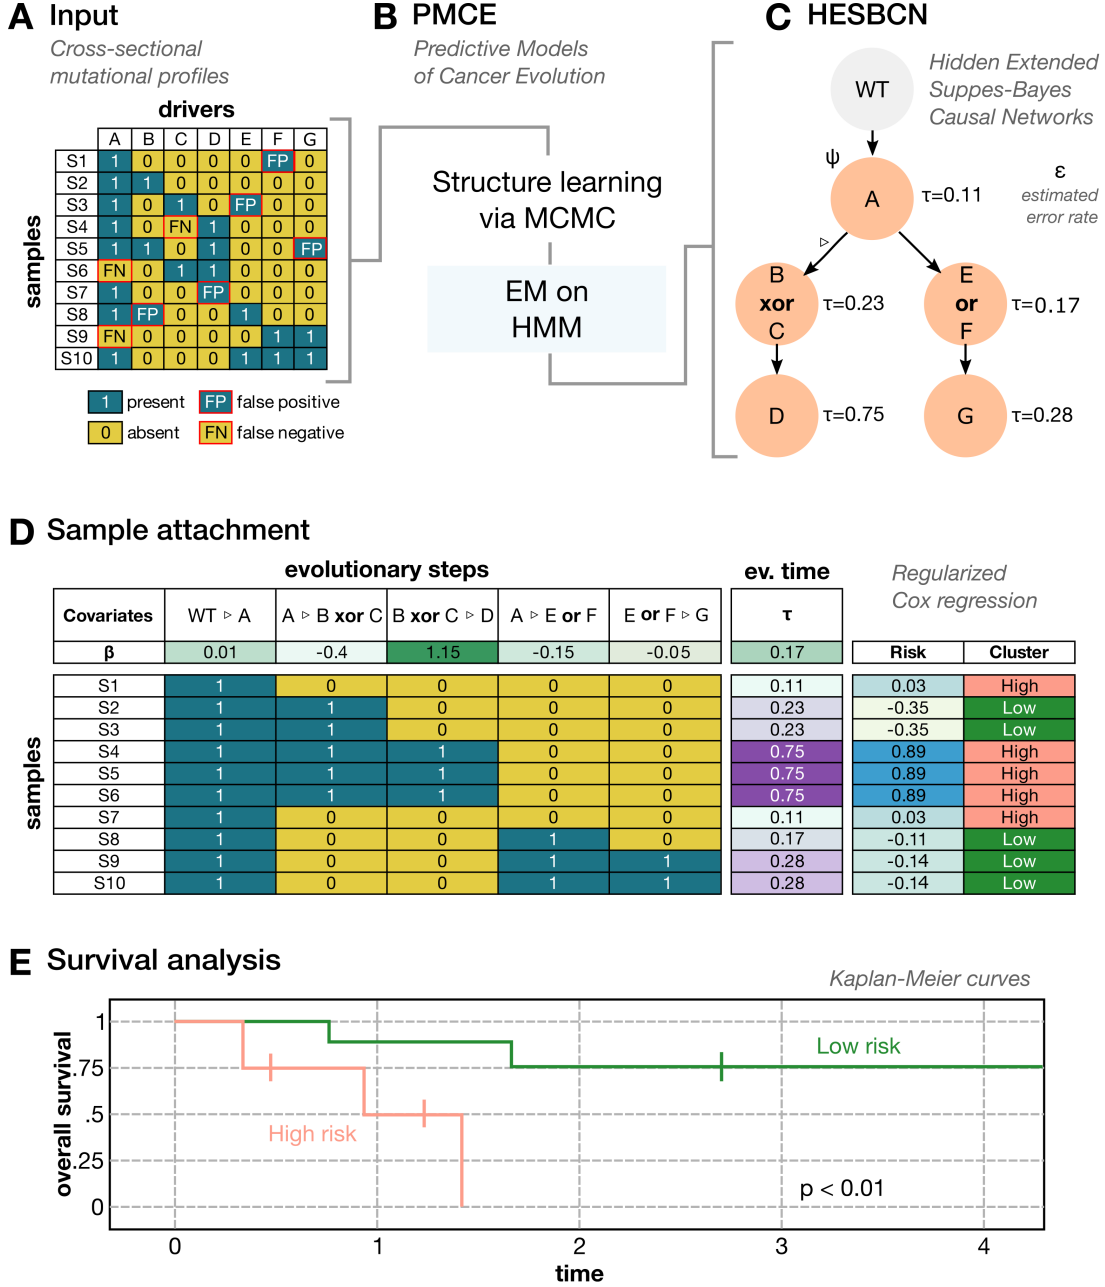 A Input
Cross-sectional
mutational profiles
drivers
A B C D E F G
S1 1 0 0 0 0 FP 0
S2 1 1 0 0 0 0 0
S3 1 0 1 0 FP 0 0
S4 1 0 FN 1 0 0 0
S5 1 1 0 1 0 0 FP
S6 FN 0 1 1 0 0 0
S7 1 0 0 FP 0 0 0
S8 1 FP 0 0 1 0 0
S9 FN 0 0 0 0 1 1
S10 1 0 0 0 1 1 1
samples
1 present FP false positive
0 absent FN false negative
B PMCE
Predictive Models
of Cancer Evolution
Structure learning
via MCMC
EM on
HMM
C HESBCN
Hidden Extended
Suppes-Bayes
Causal Networks
WT
ψ
A τ=0.11
ε
estimated
error rate
▹
B
xor
C
τ=0.23
E
or
F
τ=0.17
D τ=0.75
G τ=0.28
D Sample attachment
evolutionary steps ev. time
Regularized
Cox regression
Covariates WT ▹ A A ▹ B xor C B xor C ▹ D A ▹ E or F E or F ▹ G τ
β 0.01 -0.4 1.15 -0.15 -0.05 0.17 Risk Cluster
S1 1 0 0 0 0 0.11 0.03 High
S2 1 1 0 0 0 0.23 -0.35 Low
S3 1 1 0 0 0 0.23 -0.35 Low
S4 1 1 1 0 0 0.75 0.89 High
S5 1 1 1 0 0 0.75 0.89 High
S6 1 1 1 0 0 0.75 0.89 High
S7 1 0 0 0 0 0.11 0.03 High
S8 1 0 0 1 0 0.17 -0.11 Low
S9 1 0 0 1 1 0.28 -0.14 Low
S10 1 0 0 1 1 0.28 -0.14 Low
samples
E Survival analysis
Kaplan-Meier curves
overall survival
1
.75
.5
.25
0
Low risk
High risk
p < 0.01
0 1 2 3 4
time